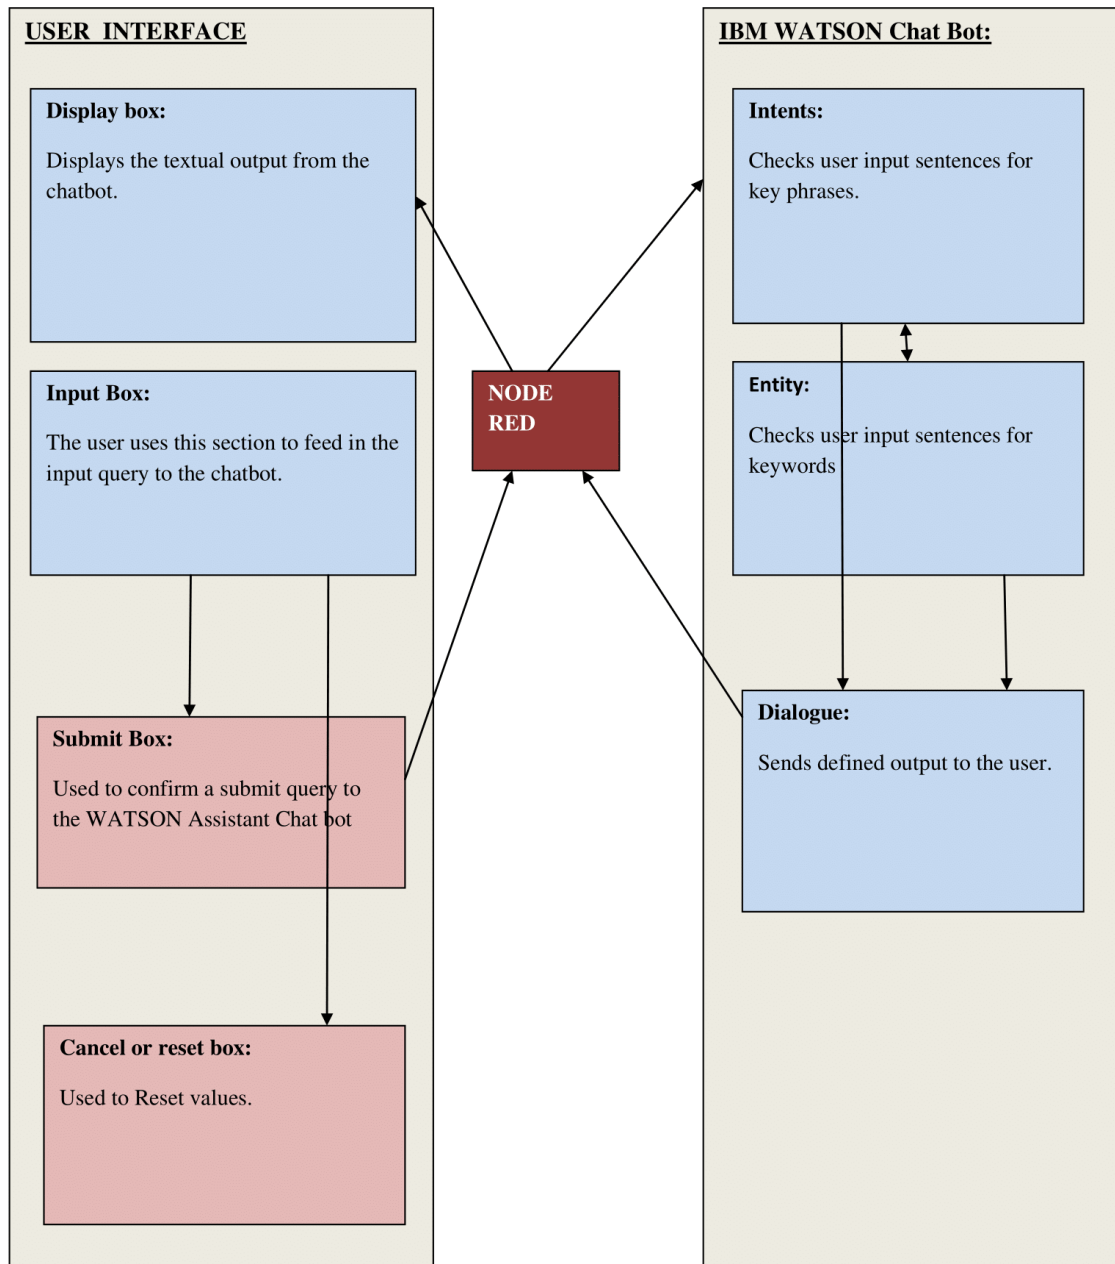 USER INTERFACE
Display box:
Displays the textual output from the
chatbot.
Input Box:
The user uses this section to feed in the
input query to the chatbot.
Submit Box:
Used to confirm a submit query to
the WATSON Assistant Chat bot
Cancel or reset box:
Used to Reset values.
NODE
RED
IBM WATSON Chat Bot:
Intents:
Checks user input sentences for
key phrases.
Entity:
Checks user input sentences for
keywords
Dialogue:
Sends defined output to the user.